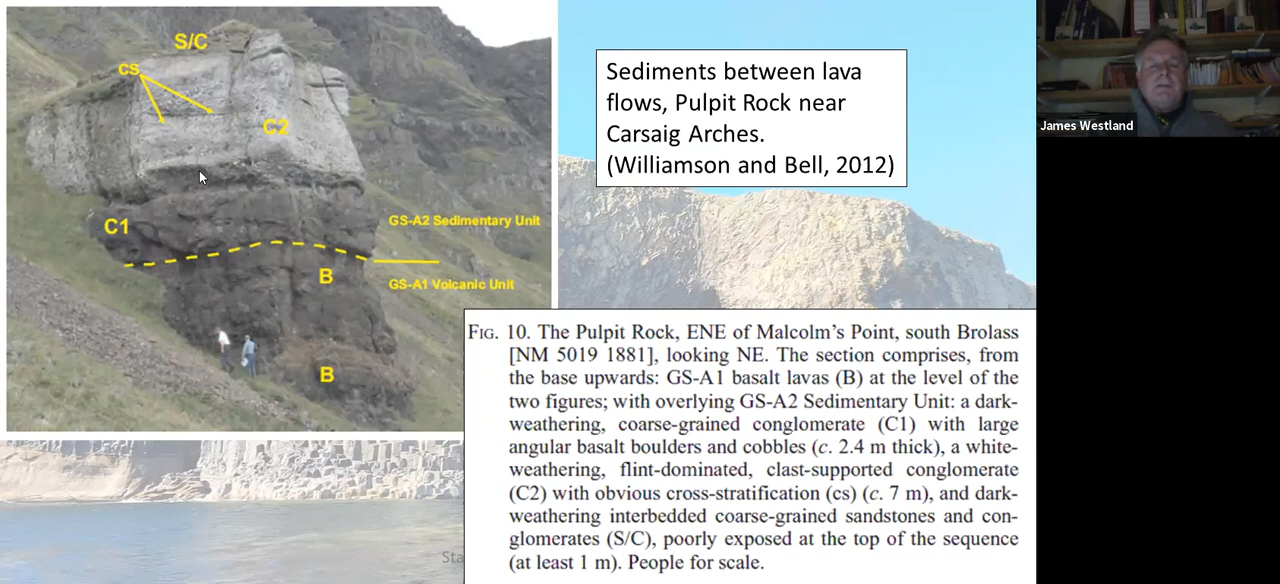 S/C
cs
C2
C1
GS-A2 Sedimentary Unit
B
GS-A1 Volcanic Unit
B
Sediments between lava
flows, Pulpit Rock near
Carsaig Arches.
(Williamson and Bell, 2012)
James Westland
FIG. 10. The Pulpit Rock, ENE of Malcolm's Point, south Brolass
[NM 5019 1881], looking NE. The section comprises, from
the base upwards: GS-A1 basalt lavas (B) at the level of the
two figures; with overlying GS-A2 Sedimentary Unit: a dark-
weathering, coarse-grained conglomerate (C1) with large
angular basalt boulders and cobbles (c. 2.4 m thick), a white-
weathering, flint-dominated, clast-supported conglomerate
(C2) with obvious cross-stratification (cs) (c. 7 m), and dark-
weathering interbedded coarse-grained sandstones and con-
glomerates (S/C), poorly exposed at the top of the sequence
(at least 1 m). People for scale.
Sta